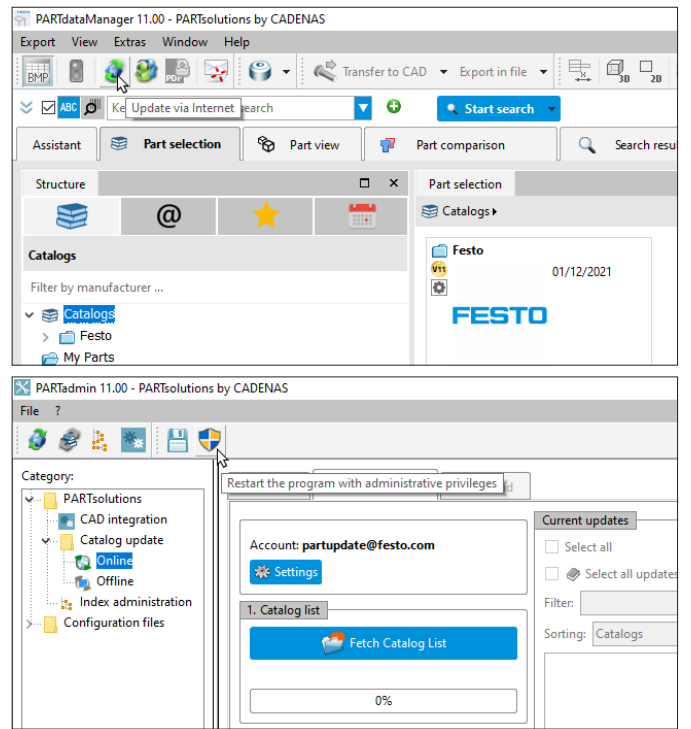 PARTdataManager 11.00 - PARTsolutions by CADENAS
Export View Extras Window Help
BMP PDF Transfer to CAD Export in file 3D 2D
ABC Ke Update via Internet search Start search
Assistant Part selection Part view Part comparison Search resu
Structure
@
Catalogs
Filter by manufacturer ...
Catalogs
Festo
My Parts
Part selection
Catalogs
Festo
V11
01/12/2021
FESTO
PARTadmin 11.00 - PARTsolutions by CADENAS
File ?
Restart the program with administrative privileges d
Category:
PARTsolutions
CAD integration
Catalog update
Online
Offline
Index administration
Configuration files
Account: partupdate@festo.com
Settings
1. Catalog list
Fetch Catalog List
0%
Current updates
Select all
Select all updates
Filter:
Sorting: Catalogs